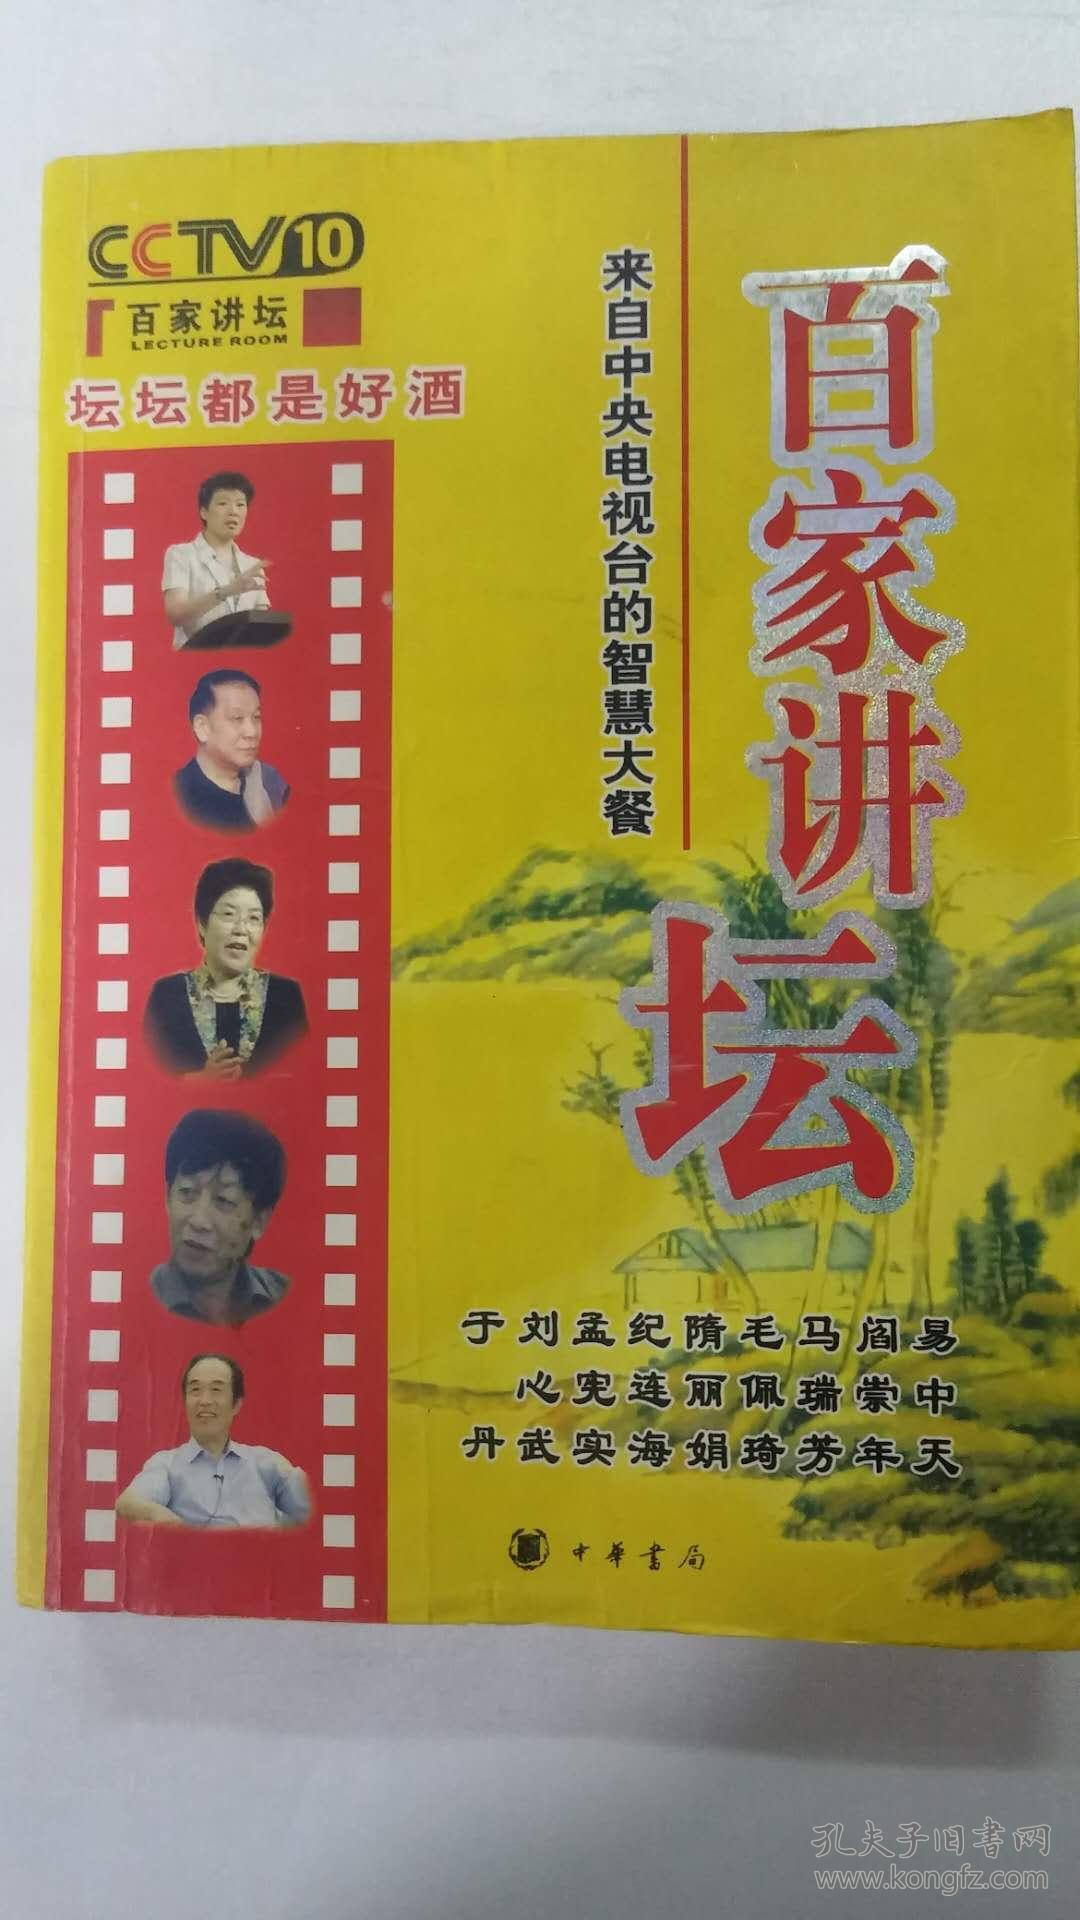 CCTV10
百家讲坛
LECTURE ROOM
坛坛都是好酒
百家讲坛
来自中央电视台的智慧大餐
易中天
阎崇年
马瑞芳
毛佩琦
隋丽娟
纪连海
孟宪实
刘心武
于丹
中华書局
孔夫子旧書网
www.kongfz.com